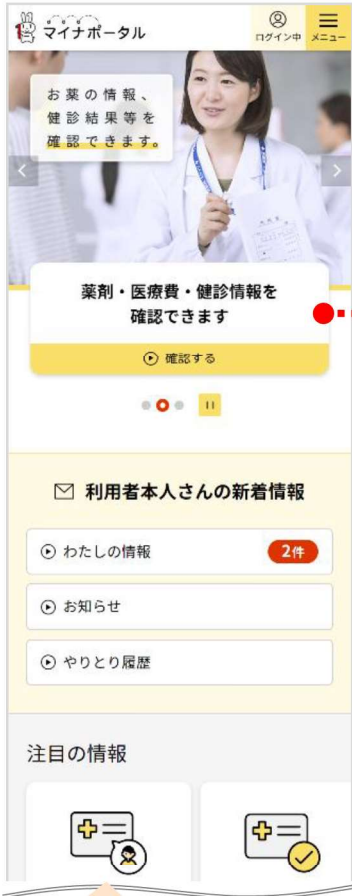 マイナポータル
ログイン中
メニュー
お薬の情報、
健診結果等を
確認できます。
薬剤・医療費・健診情報を
確認できます
確認する
利用者本人さんの新着情報
わたしの情報
2件
お知らせ
やりとり履歴
注目の情報